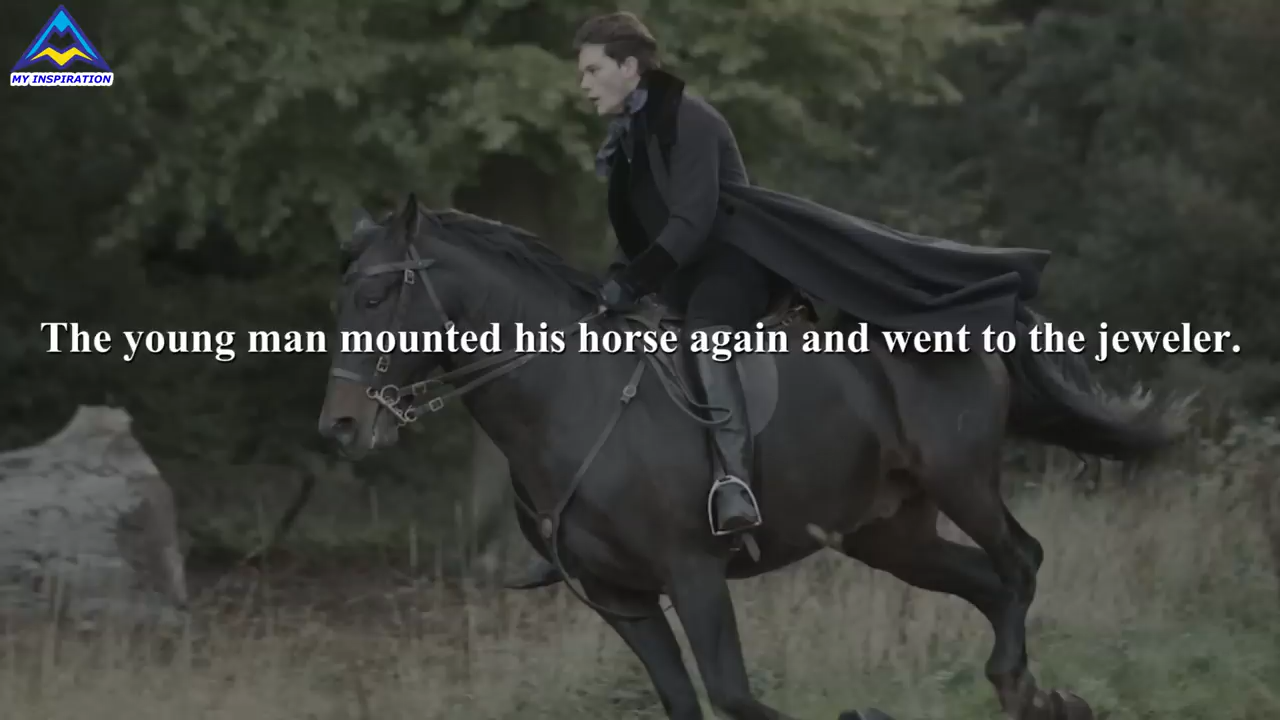 MY INSPIRATION
The young man mounted his horse again and went to the jeweler.